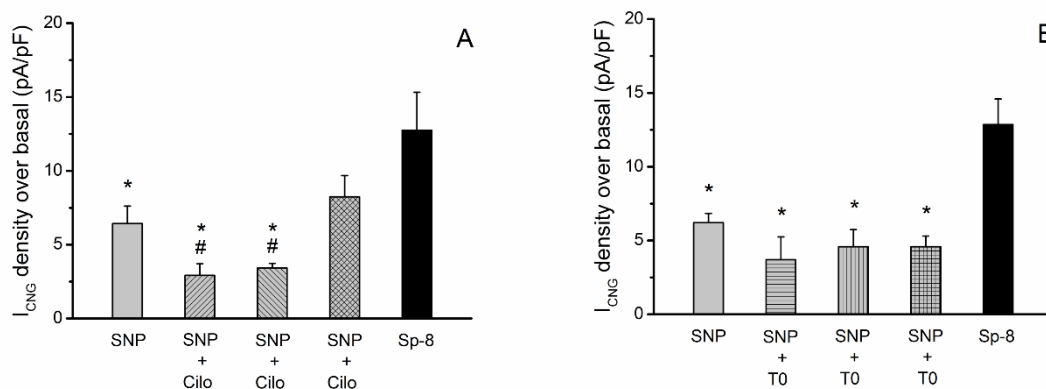 A
I_CNG density over basal (pA/pF)
20
15
10
5
0
*
*
#
*
#
SNP
SNP
+
Cilo
SNP
+
Cilo
SNP
+
Cilo
Sp-8
I_CNG density over basal (pA/pF)
20
15
10
5
0
*
*
*
*
SNP
SNP
+
T0
SNP
+
T0
SNP
+
T0
Sp-8